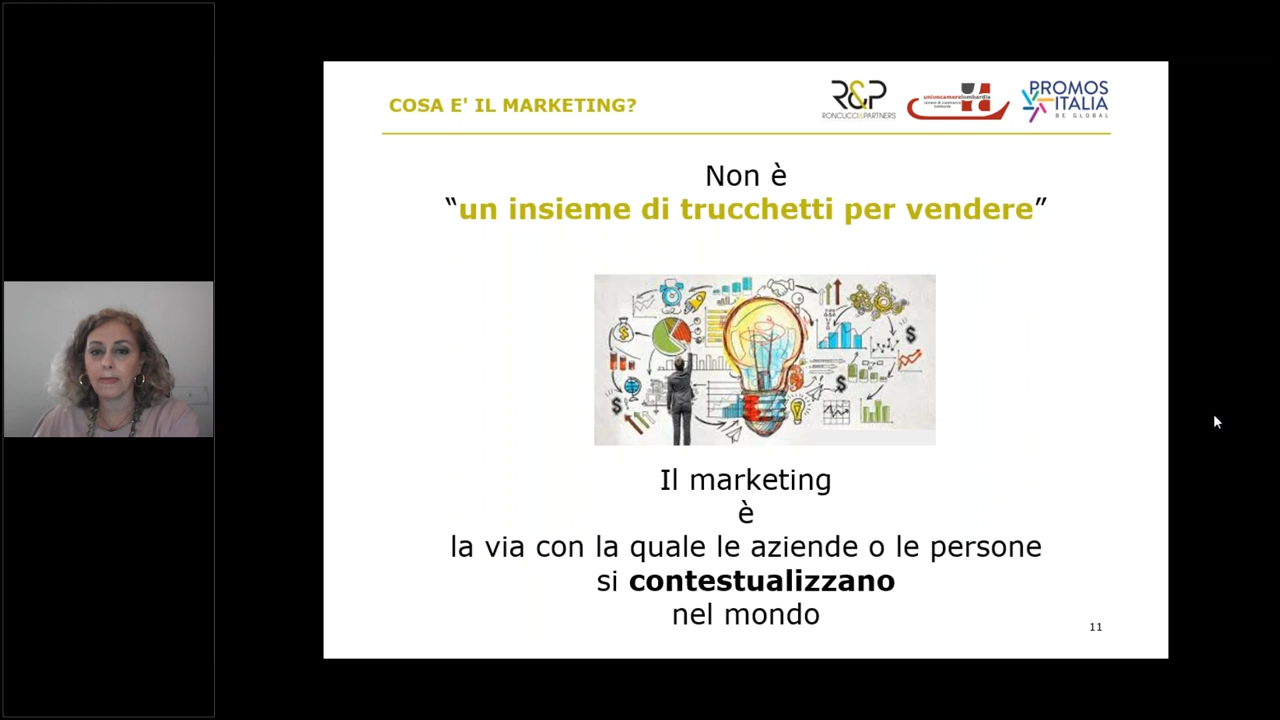 COSA E' IL MARKETING?
R&P
RONCUCCI&PARTNERS
unioncamerelombardia
PROMOS
ITALIA
BE GLOBAL
Non è
“un insieme di trucchetti per vendere”
$
$
$
$
Il marketing
è
la via con la quale le aziende o le persone
si contestualizzano
nel mondo
11